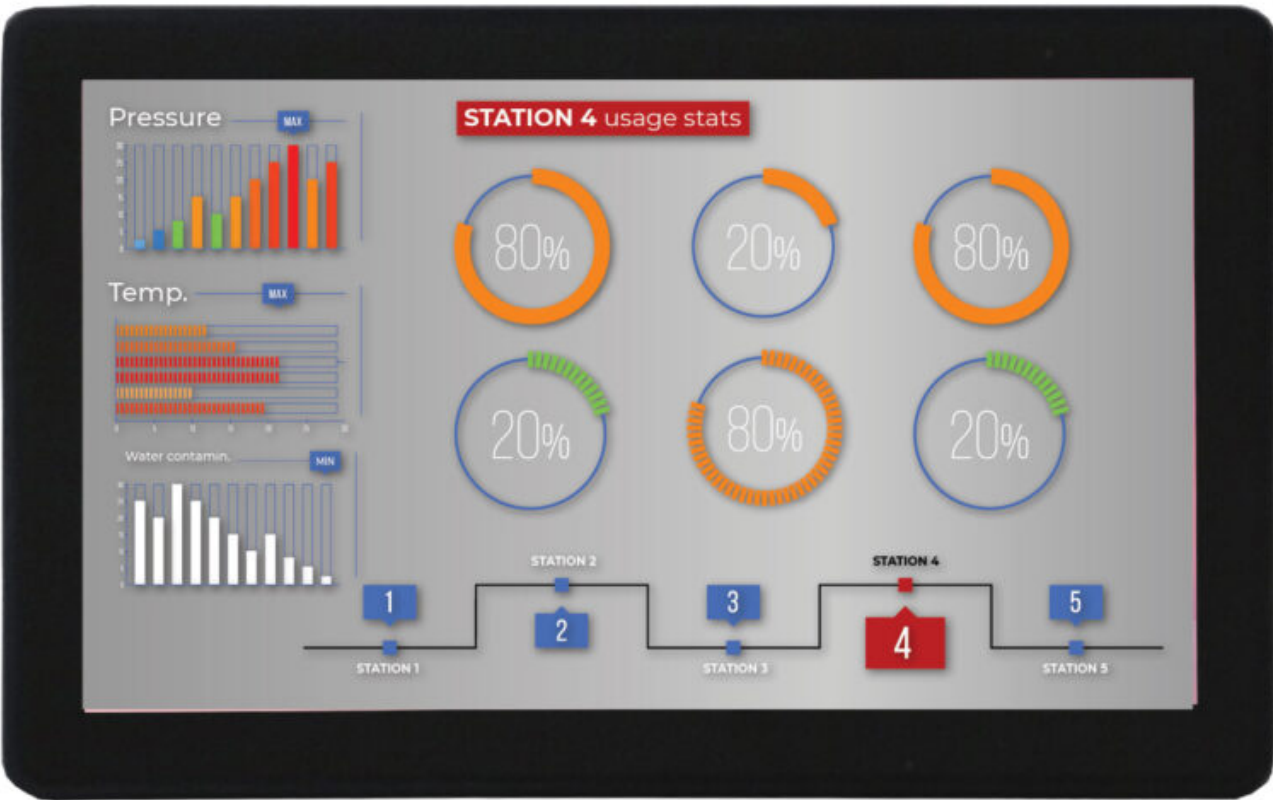 Pressure
MAX
STATION 4 usage stats
80%
20%
80%
Temp.
MAX
20%
80%
20%
Water contamin.
MIN
STATION 2
STATION 4
1
3
5
2
4
STATION 1
STATION 3
STATION 5